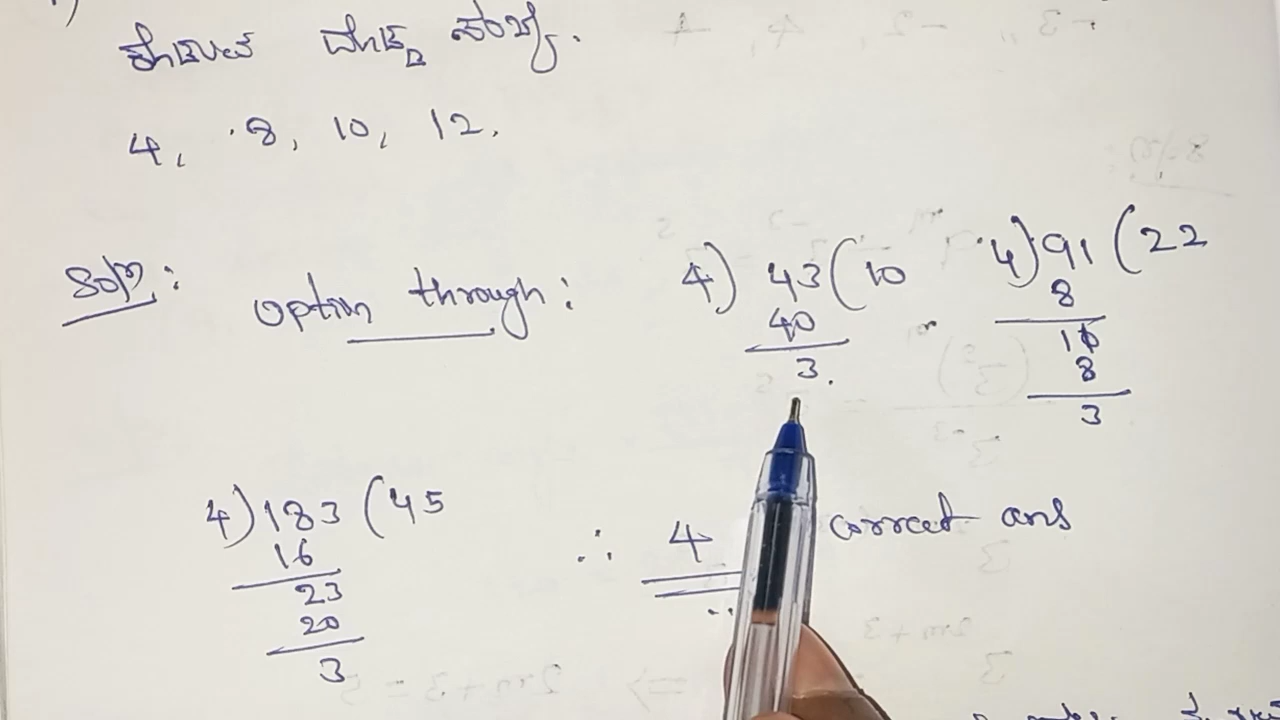 ಕೊಡುವ ದೊಡ್ಡ ಸಂಖ್ಯೆ.
4, 8, 10, 12.
Soln:
Option through:
4) 43 (10
40
3.
4) 91 (22
8
11
8
3
4) 183 (45
16
23
20
3
∴ 4 correct ans